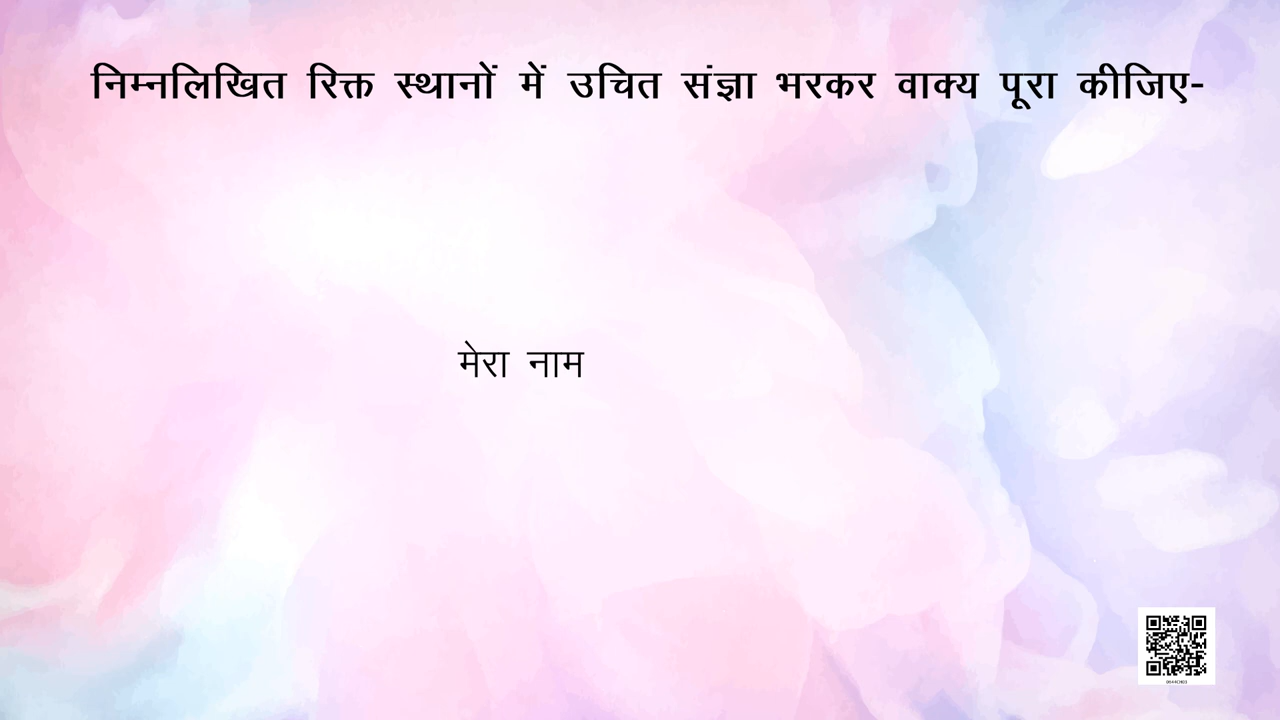 निम्नलिखित रिक्त स्थानों में उचित संज्ञा भरकर वाक्य पूरा कीजिए-
मेरा नाम